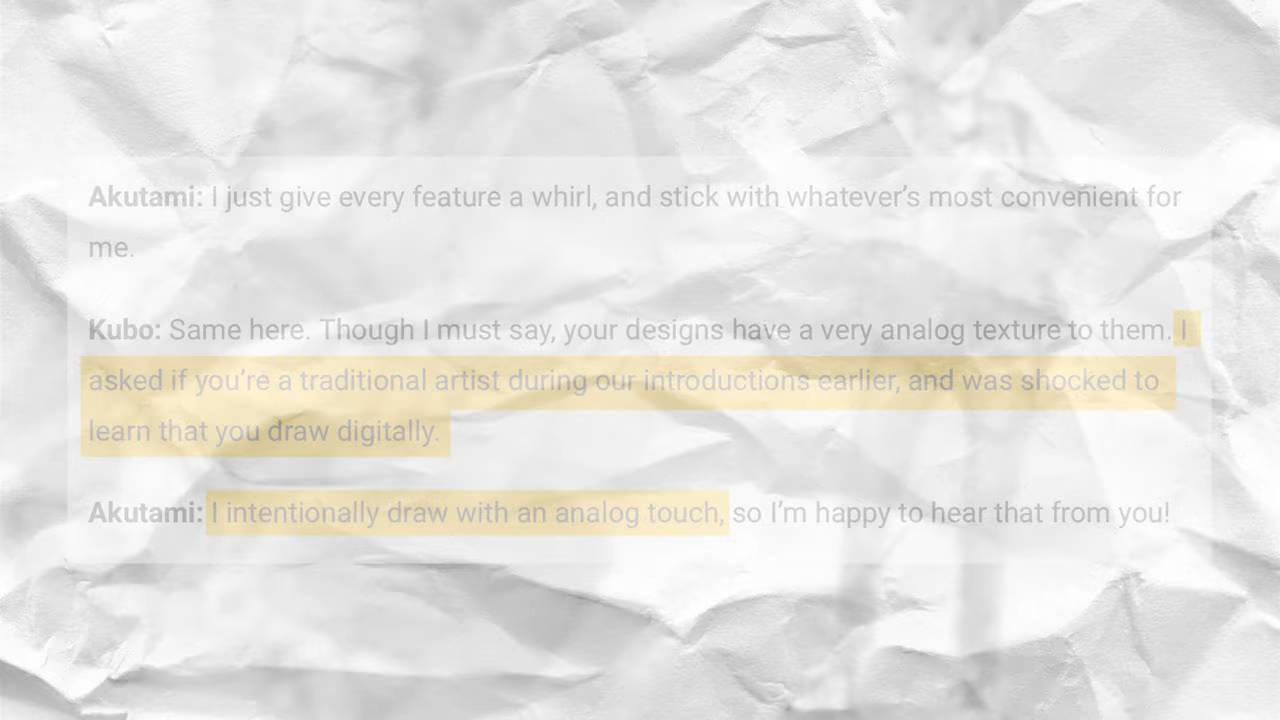 Akutami: I just give every feature a whirl, and stick with whatever’s most convenient for
me.
Kubo: Same here. Though I must say, your designs have a very analog texture to them. I
asked if you’re a traditional artist during our introductions earlier, and was shocked to
learn that you draw digitally.
Akutami: I intentionally draw with an analog touch, so I’m happy to hear that from you!